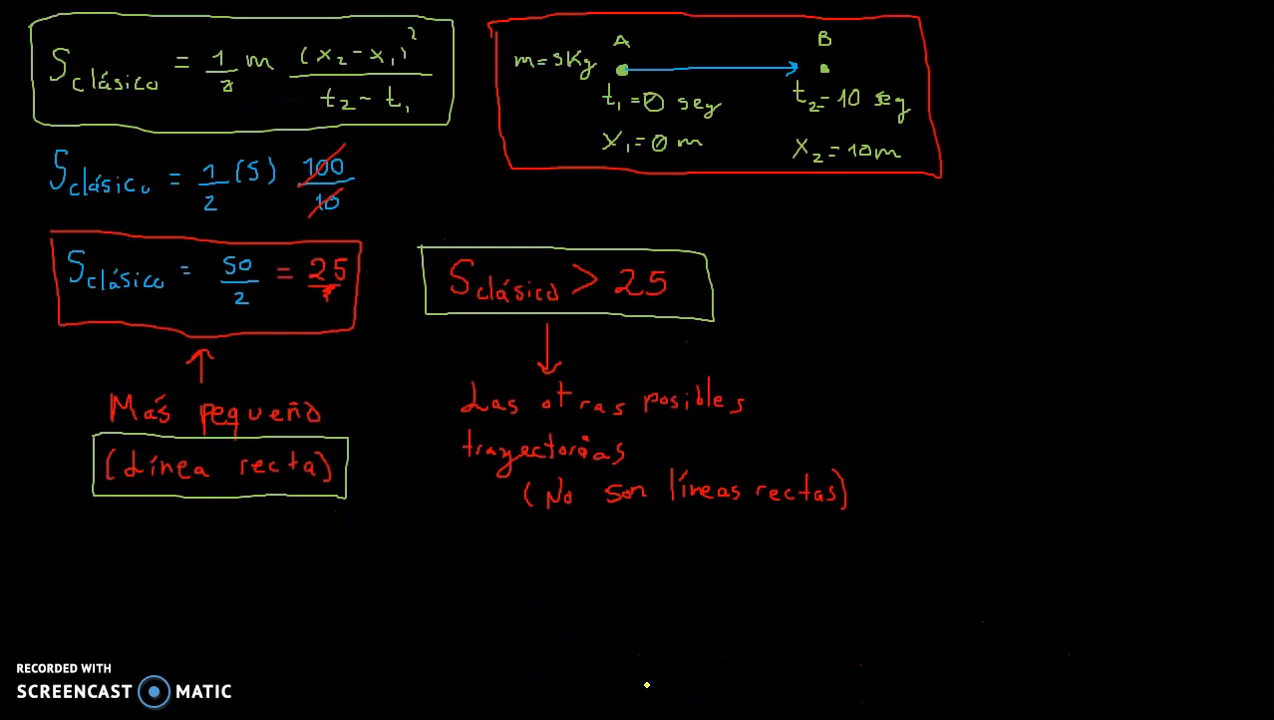 S clásico = 1/2 m (x₂ - x₁)² / t₂ - t₁
m = 5Kg
A
B
t₁ = 0 seg
t₂ = 10 seg
x₁ = 0 m
x₂ = 10m
S clásico = 1/2 (5) 100/10
S clásico = 50/2 = 25
S clásico > 25
Más pequeño
(Línea recta)
Las otras posibles
trayectorias
(No son líneas rectas)
RECORDED WITH
SCREENCAST MATIC